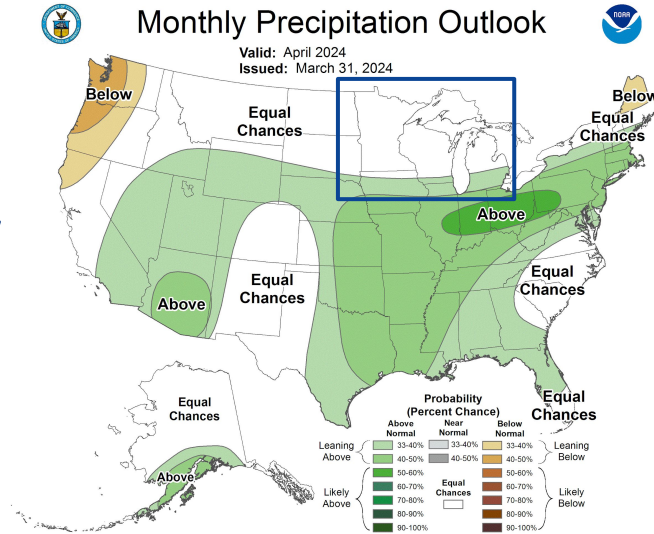 Monthly Precipitation Outlook
NOAA
Valid: April 2024
Issued: March 31, 2024
Below
Equal
Chances
Below
Equal
Chances
Above
Equal
Chances
Equal
Chances
Above
Equal
Chances
Equal
Chances
Above
Probability
(Percent Chance)
Above
Normal
Near
Normal
Below
Normal
Leaning
Above
33-40%
33-40%
33-40%
Leaning
Below
40-50%
40-50%
40-50%
Likely
Above
50-60%
50-60%
Likely
Below
60-70%
Equal
Chances
60-70%
70-80%
70-80%
80-90%
80-90%
90-100%
90-100%